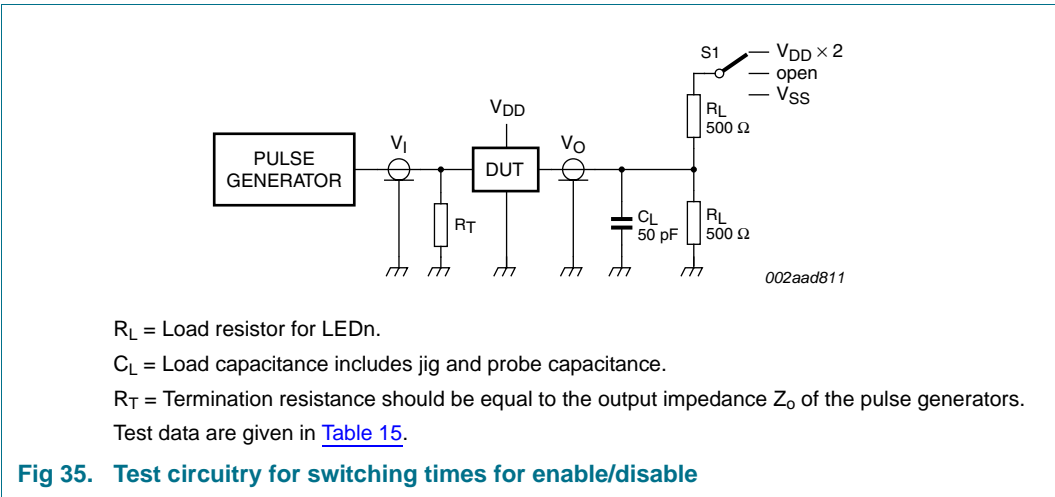 S1
V_DD × 2
open
V_SS
R_L
500 Ω
V_DD
V_I
V_O
PULSE
GENERATOR
DUT
R_T
C_L
50 pF
R_L
500 Ω
002aad811
R_L = Load resistor for LEDn.
C_L = Load capacitance includes jig and probe capacitance.
R_T = Termination resistance should be equal to the output impedance Z_o of the pulse generators.
Test data are given in Table 15.
Fig 35. Test circuitry for switching times for enable/disable